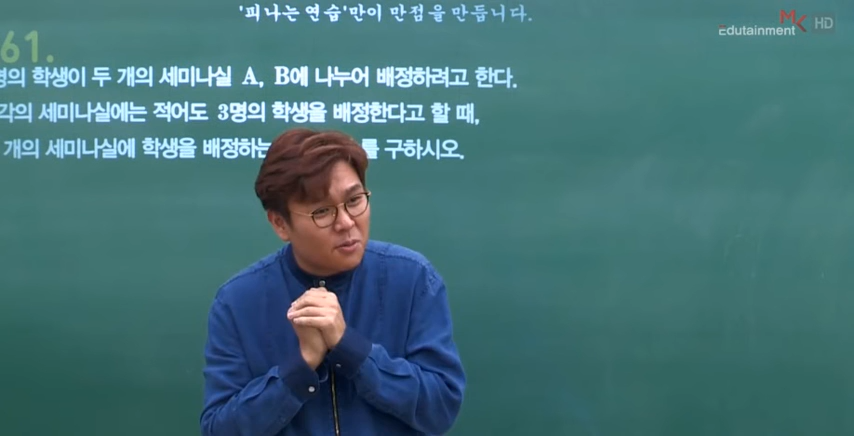 '피나는 연습'만이 만점을 만듭니다.
MK
Edutainment HD
61.
명의 학생이 두 개의 세미나실 A, B에 나누어 배정하려고 한다.
각의 세미나실에는 적어도 3명의 학생을 배정한다고 할 때,
개의 세미나실에 학생을 배정하는 를 구하시오.